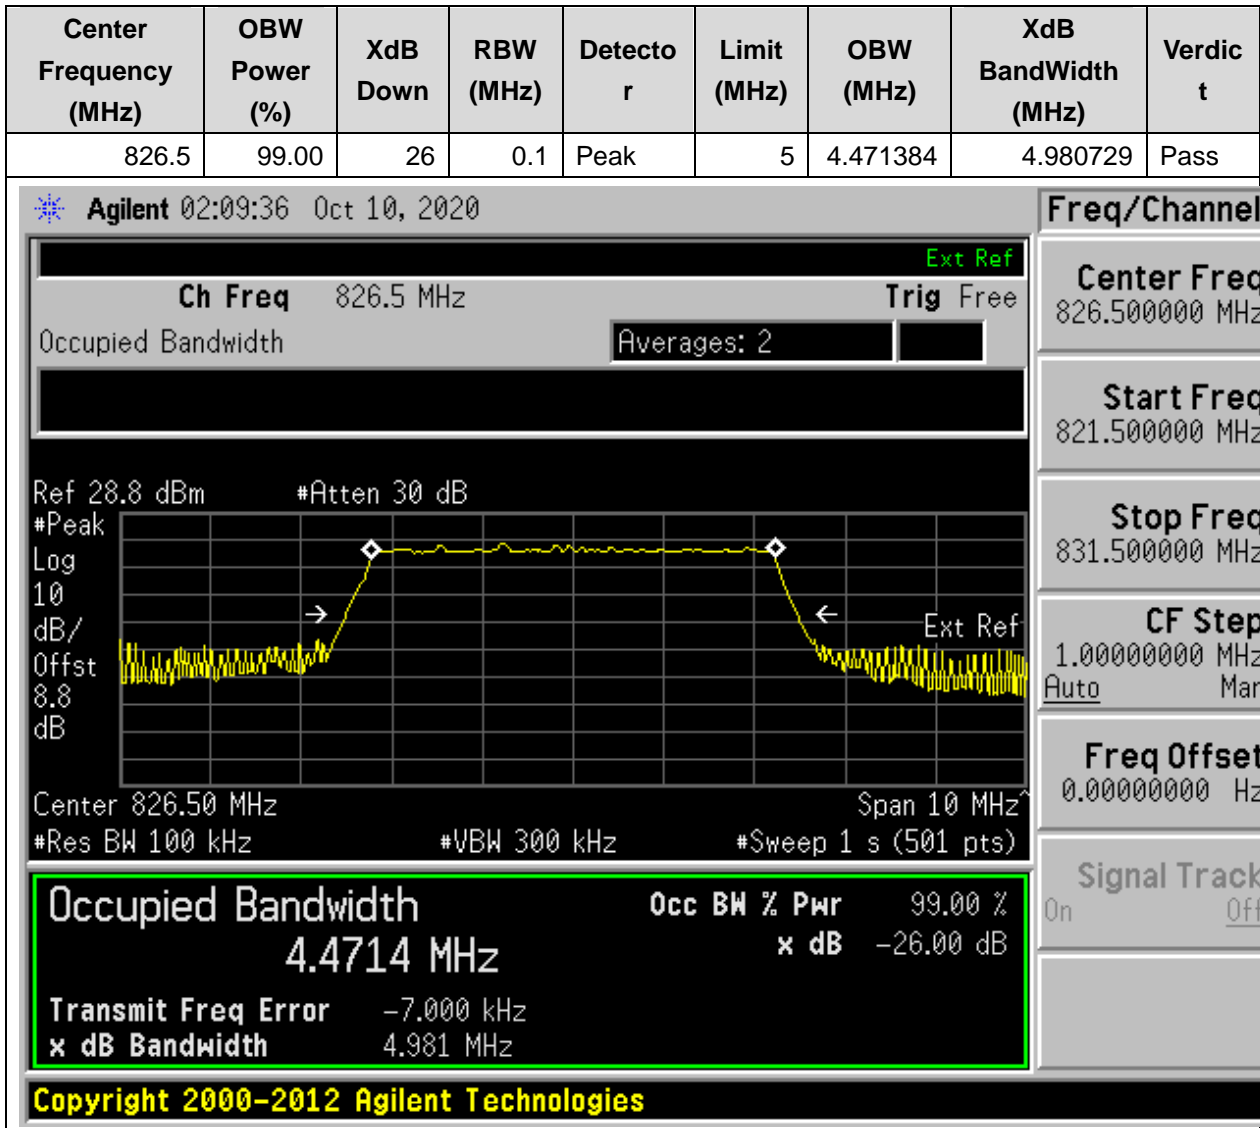 Center Frequency (MHz) OBW Power (%) XdB Down RBW (MHz) Detecto r Limit (MHz) OBW (MHz) XdB BandWidth (MHz) Verdic t
826.5 99.00 26 0.1 Peak 5 4.471384 4.980729 Pass
Agilent 02:09:36 Oct 10, 2020
Freq/Channel
Ext Ref
Ch Freq 826.5 MHz Trig Free
Occupied Bandwidth Averages: 2
Center Freq
826.500000 MHz
Start Freq
821.500000 MHz
Stop Freq
831.500000 MHz
CF Step
1.00000000 MHz
Auto Man
Freq Offset
0.00000000 Hz
Signal Track
On Off
Ref 28.8 dBm #Atten 30 dB
#Peak
Log
10
dB/
Offst
8.8
dB
Ext Ref
Center 826.50 MHz Span 10 MHz^
#Res BW 100 kHz #VBW 300 kHz #Sweep 1 s (501 pts)
Occupied Bandwidth
4.4714 MHz
Occ BW % Pwr 99.00 %
x dB -26.00 dB
Transmit Freq Error -7.000 kHz
x dB Bandwidth 4.981 MHz
Copyright 2000-2012 Agilent Technologies